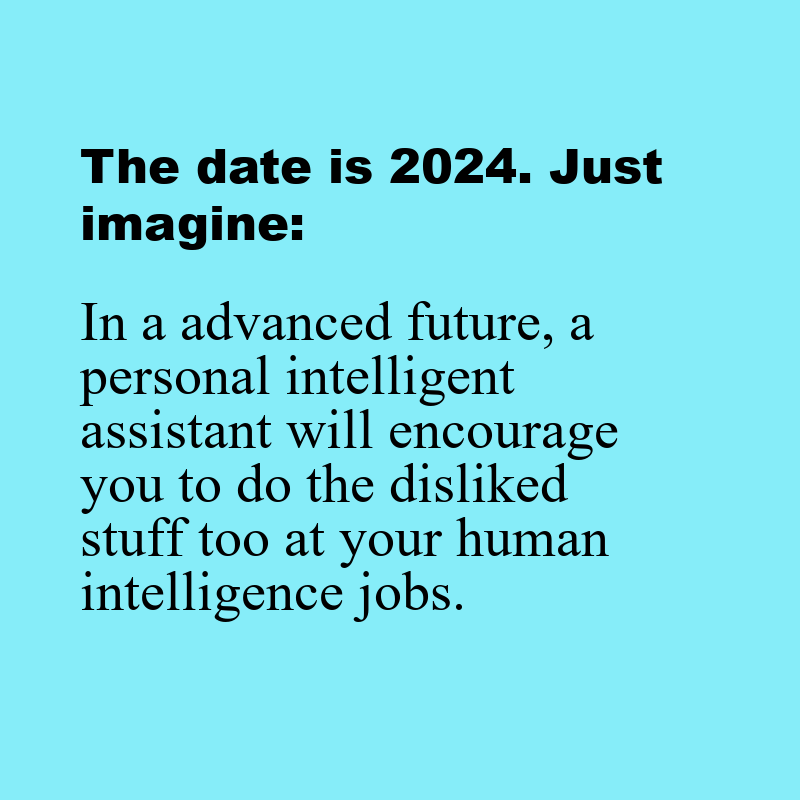 The date is 2024. Just
imagine:
In a advanced future, a
personal intelligent
assistant will encourage
you to do the disliked
stuff too at your human
intelligence jobs.